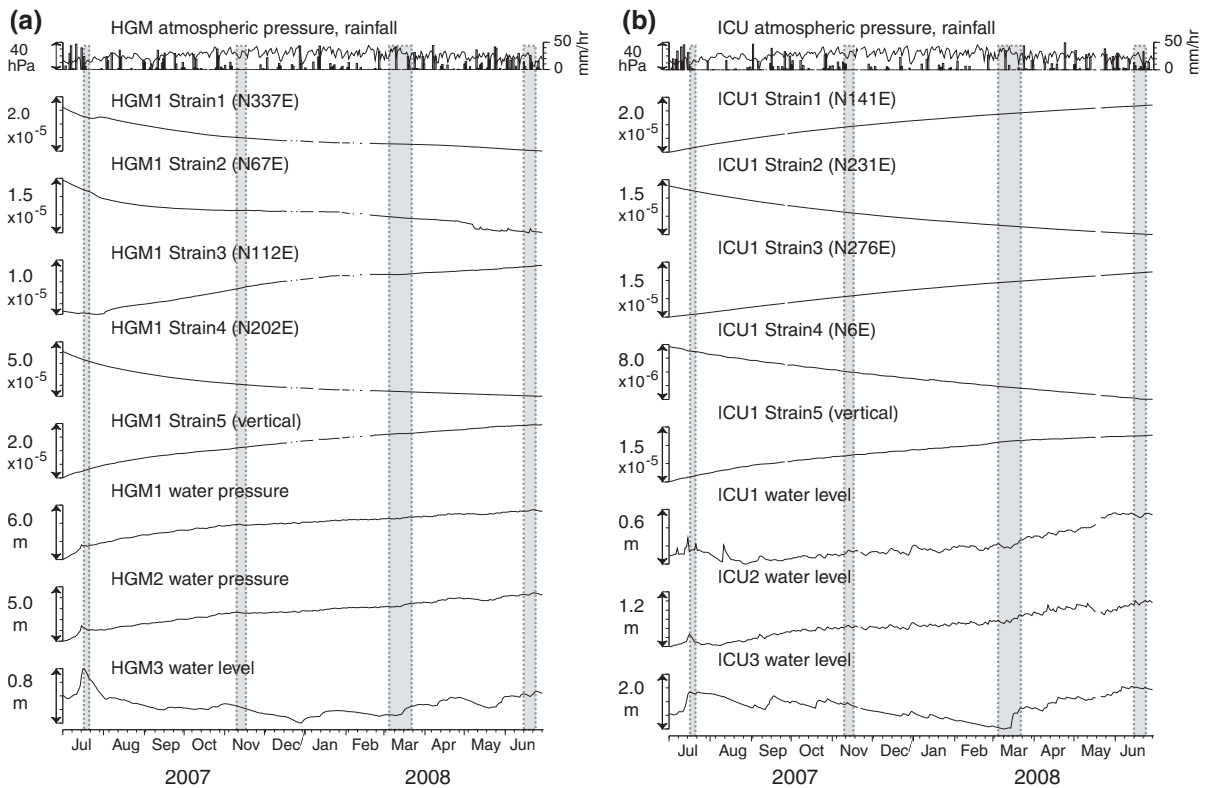 (a)
HGM atmospheric pressure, rainfall
40
hPa
50
0
mm/hr
HGM1 Strain1 (N337E)
2.0
x10-5
HGM1 Strain2 (N67E)
1.5
x10-5
HGM1 Strain3 (N112E)
1.0
x10-5
HGM1 Strain4 (N202E)
5.0
x10-5
HGM1 Strain5 (vertical)
2.0
x10-5
HGM1 water pressure
6.0
m
HGM2 water pressure
5.0
m
HGM3 water level
0.8
m
Jul Aug Sep Oct Nov Dec Jan Feb Mar Apr May Jun
2007 2008
(b)
ICU atmospheric pressure, rainfall
40
hPa
50
0
mm/hr
ICU1 Strain1 (N141E)
2.0
x10-5
ICU1 Strain2 (N231E)
1.5
x10-5
ICU1 Strain3 (N276E)
1.5
x10-5
ICU1 Strain4 (N6E)
8.0
x10-6
ICU1 Strain5 (vertical)
1.5
x10-5
ICU1 water level
0.6
m
ICU2 water level
1.2
m
ICU3 water level
2.0
m
Jul Aug Sep Oct Nov Dec Jan Feb Mar Apr May Jun
2007 2008